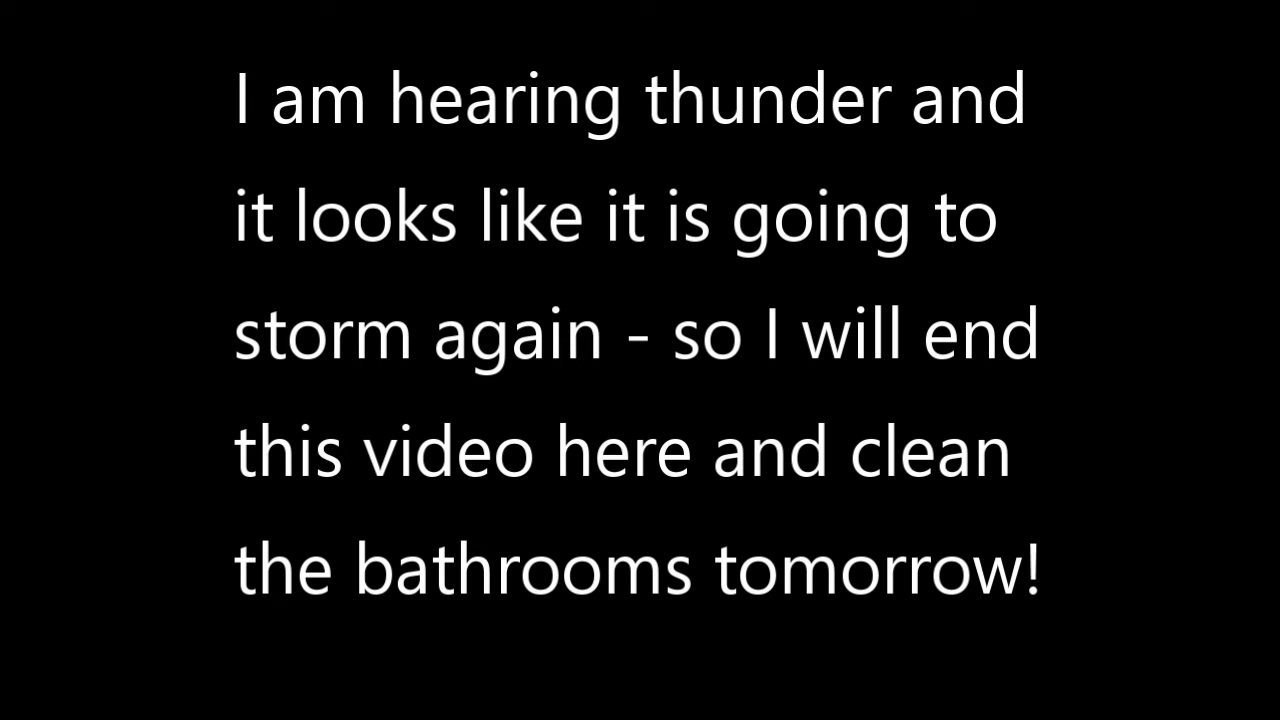 I am hearing thunder and
it looks like it is going to
storm again - so I will end
this video here and clean
the bathrooms tomorrow!